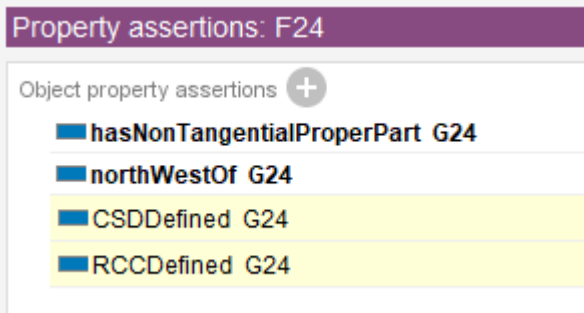 Property assertions: F24
Object property assertions
hasNonTangentialProperPart G24
northWestOf G24
CSDDefined G24
RCCDefined G24